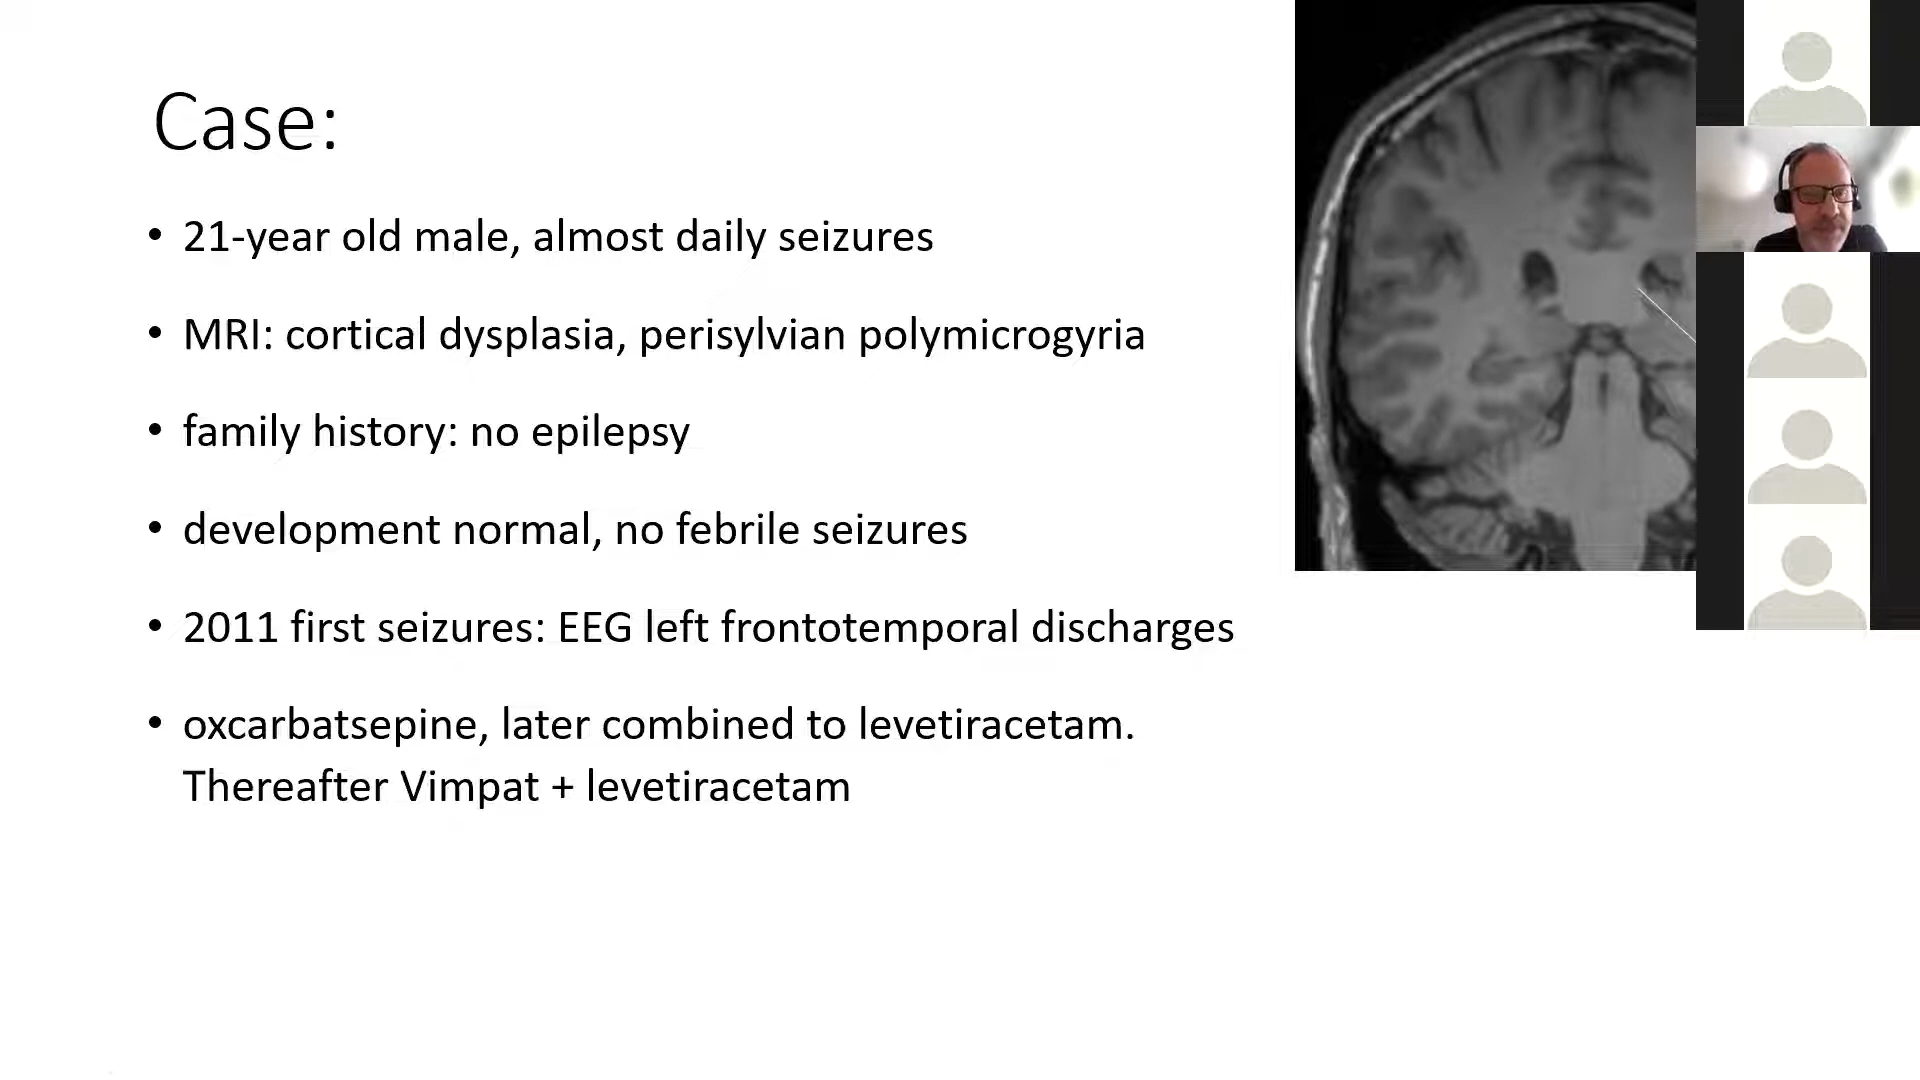 Case:
• 21-year old male, almost daily seizures
• MRI: cortical dysplasia, perisylvian polymicrogyria
• family history: no epilepsy
• development normal, no febrile seizures
• 2011 first seizures: EEG left frontotemporal discharges
• oxcarbatsepine, later combined to levetiracetam.
Thereafter Vimpat + levetiracetam